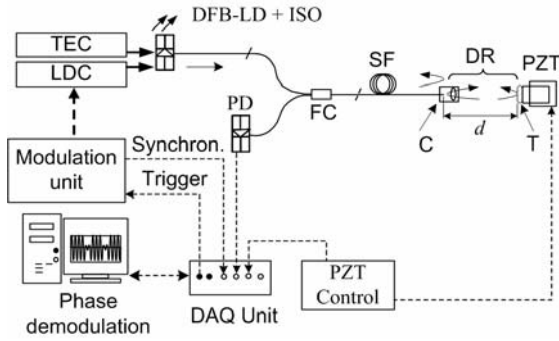 DFB-LD + ISO
TEC
LDC
SF
DR
PZT
PD
FC
C
d
T
Modulation
unit
Synchron.
Trigger
Phase
demodulation
DAQ Unit
PZT
Control